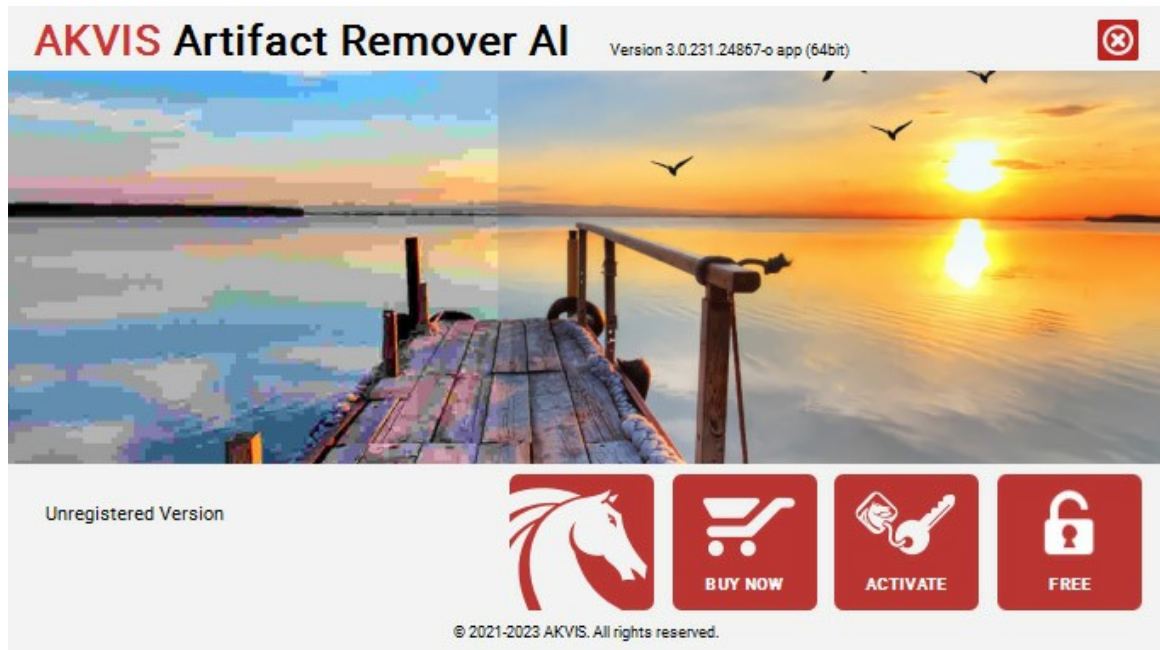 AKVIS Artifact Remover AI
Version 3.0.231.24867-o app (64bit)
Unregistered Version
BUY NOW
ACTIVATE
FREE
© 2021-2023 AKVIS. All rights reserved.